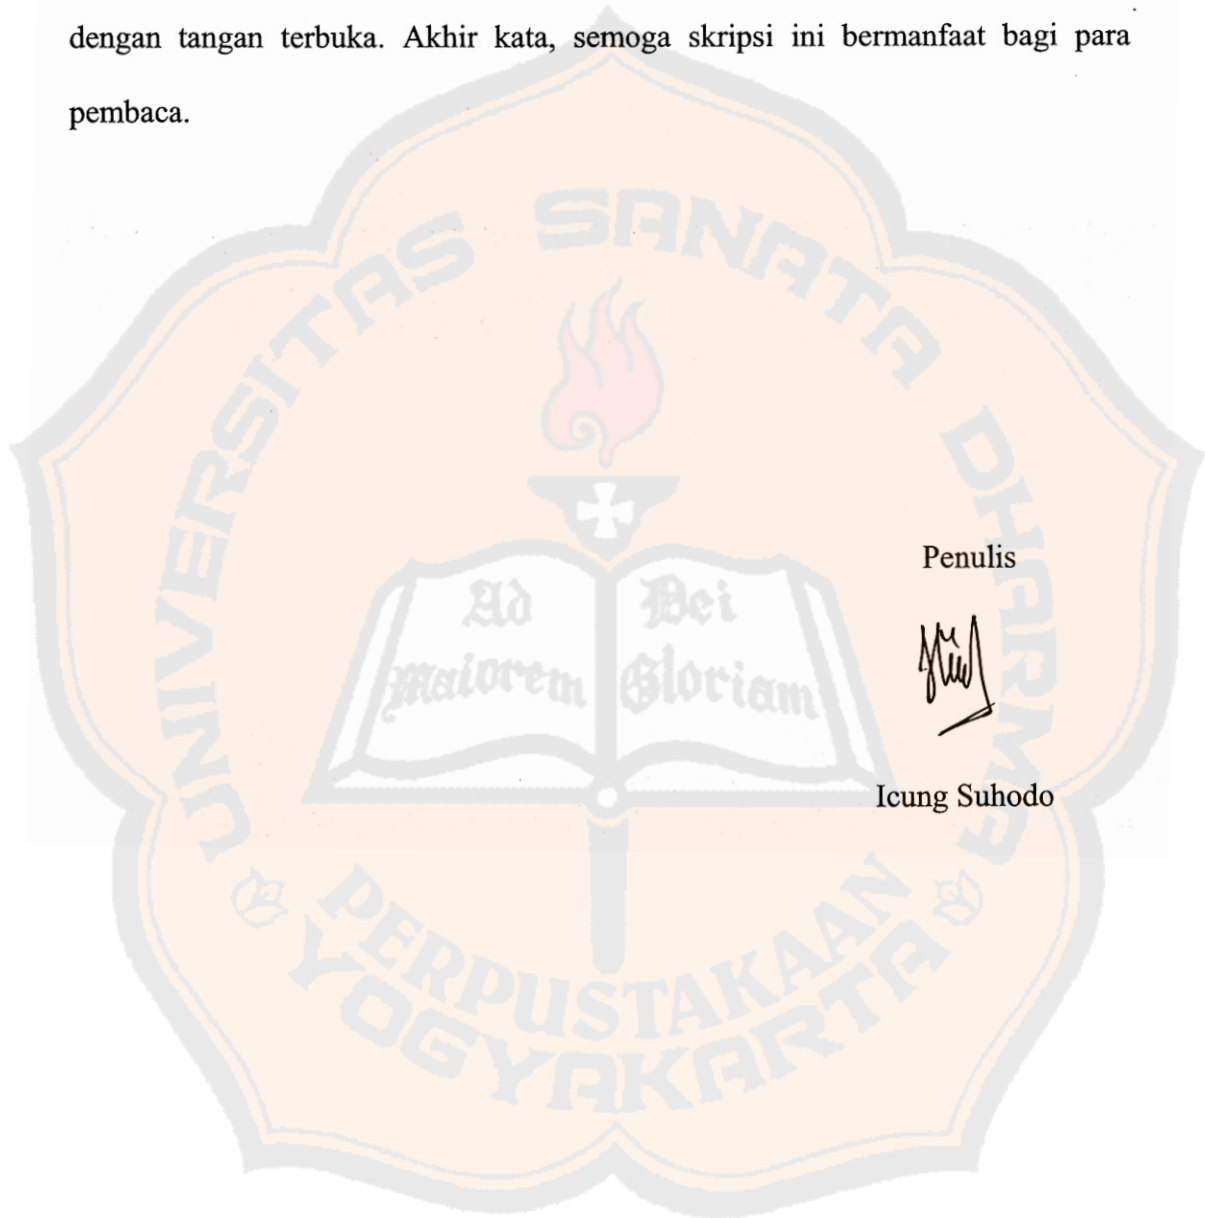 dengan tangan terbuka. Akhir kata, semoga skripsi ini bermanfaat bagi para
pembaca.
UNIVERSITAS SANATA DHARMA
Ad Dei
Maiorem Gloriam
Penulis
Icung Suhodo
PERPUSTAKAAN
YOGYAKARTA